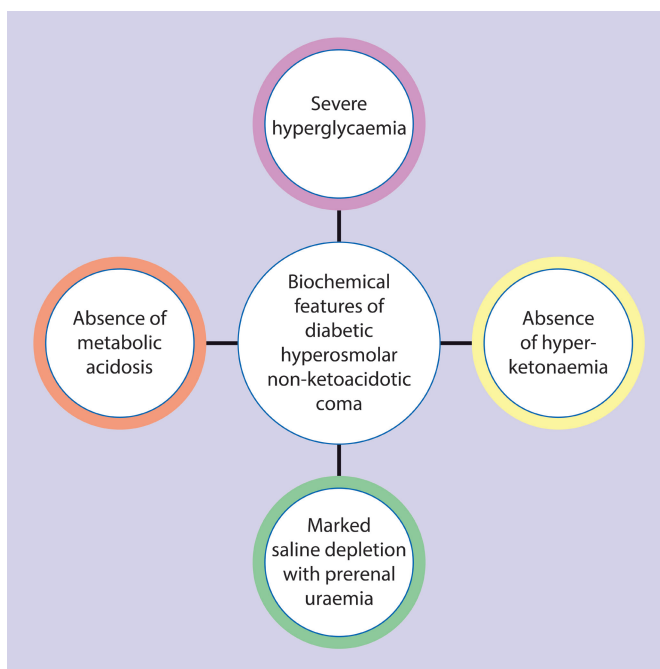 Severe
hyperglycaemia
Absence of
metabolic
acidosis
Biochemical
features of
diabetic
hyperosmolar
non-ketoacidotic
coma
Absence
of hyper-
ketonaemia
Marked
saline depletion
with prerenal
uraemia